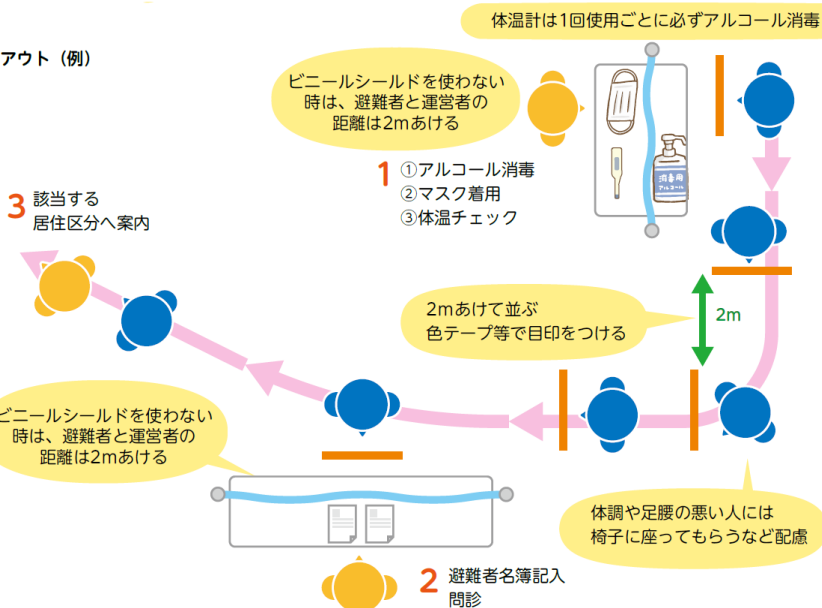 アウト（例）
体温計は1回使用ごとに必ずアルコール消毒
ビニールシールドを使わない
時は、避難者と運営者の
距離は2mあける
消毒用
アルコール
1 ①アルコール消毒
②マスク着用
③体温チェック
3 該当する
居住区分へ案内
2mあけて並ぶ
色テープ等で目印をつける
2m
ビニールシールドを使わない
時は、避難者と運営者の
距離は2mあける
体調や足腰の悪い人には
椅子に座ってもらうなど配慮
2 避難者名簿記入
問診